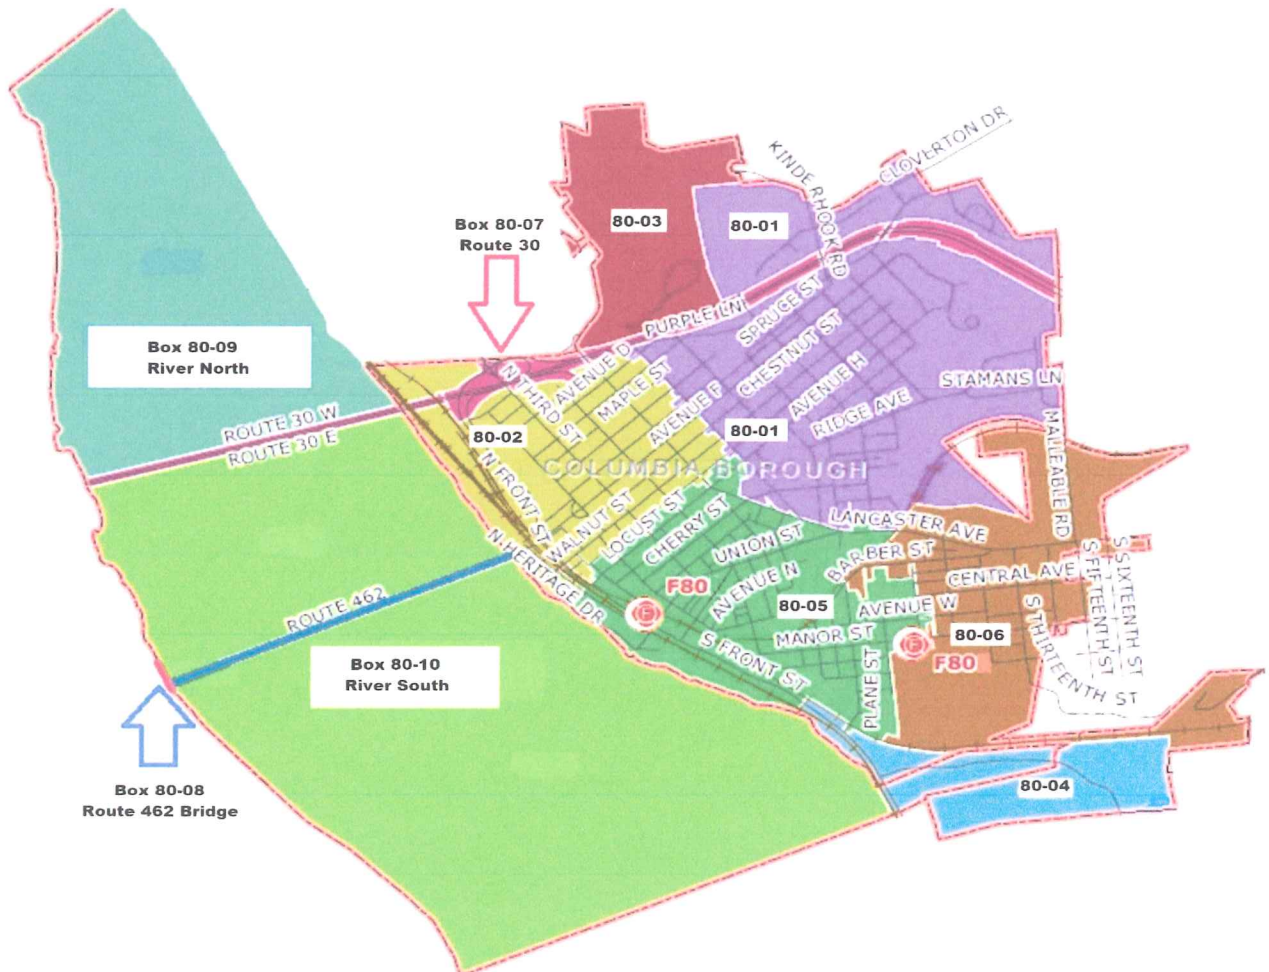 CLOVERTON DR
KINDERHOOK RD
80-03
80-01
Box 80-07
Route 30
PURPLE LN
SPRUCE ST
CHESTNUT ST
Box 80-09
River North
AVENUE D
N THIRD ST
MAPLE ST
AVENUE F
AVENUE H
RIDGE AVE
STAMANS LN
ROUTE 30 W
ROUTE 30 E
80-02
80-01
COLUMBIA BOROUGH
MALLEABLE RD
N FRONT ST
WALNUT ST
LOCUST ST
CHERRY ST
UNION ST
LANCASTER AVE
BARBER ST
N HERITAGE DR
AVENUE N
CENTRAL AVE
S FIFTEENTH ST
S SIXTEENTH ST
ROUTE 462
F80
F
80-05
AVENUE W
MANOR ST
80-06
S THIRTEENTH ST
F
F80
Box 80-10
River South
S FRONT ST
PLANE ST
Box 80-08
Route 462 Bridge
80-04